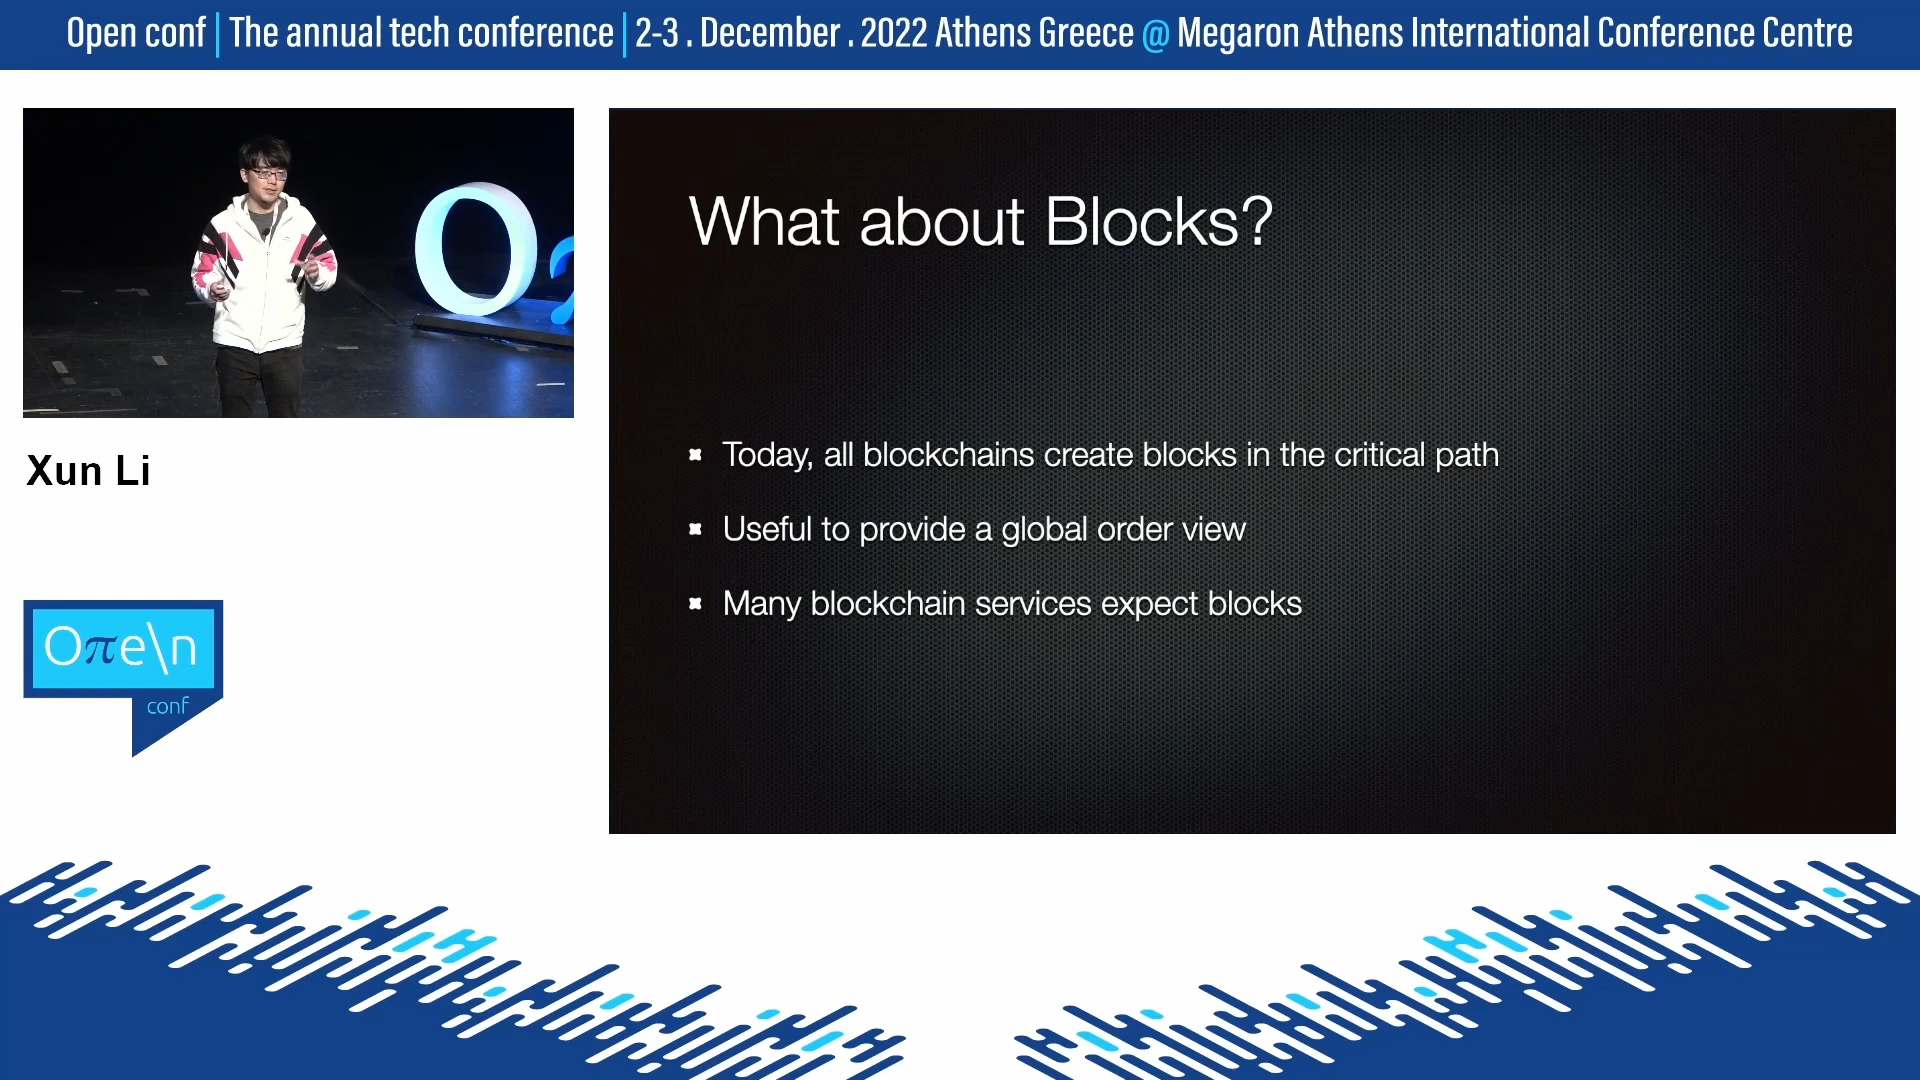 Open conf | The annual tech conference | 2-3 . December . 2022 Athens Greece @ Megaron Athens International Conference Centre
What about Blocks?
Today, all blockchains create blocks in the critical path
Useful to provide a global order view
Many blockchain services expect blocks
Xun Li
Oπe\n
conf